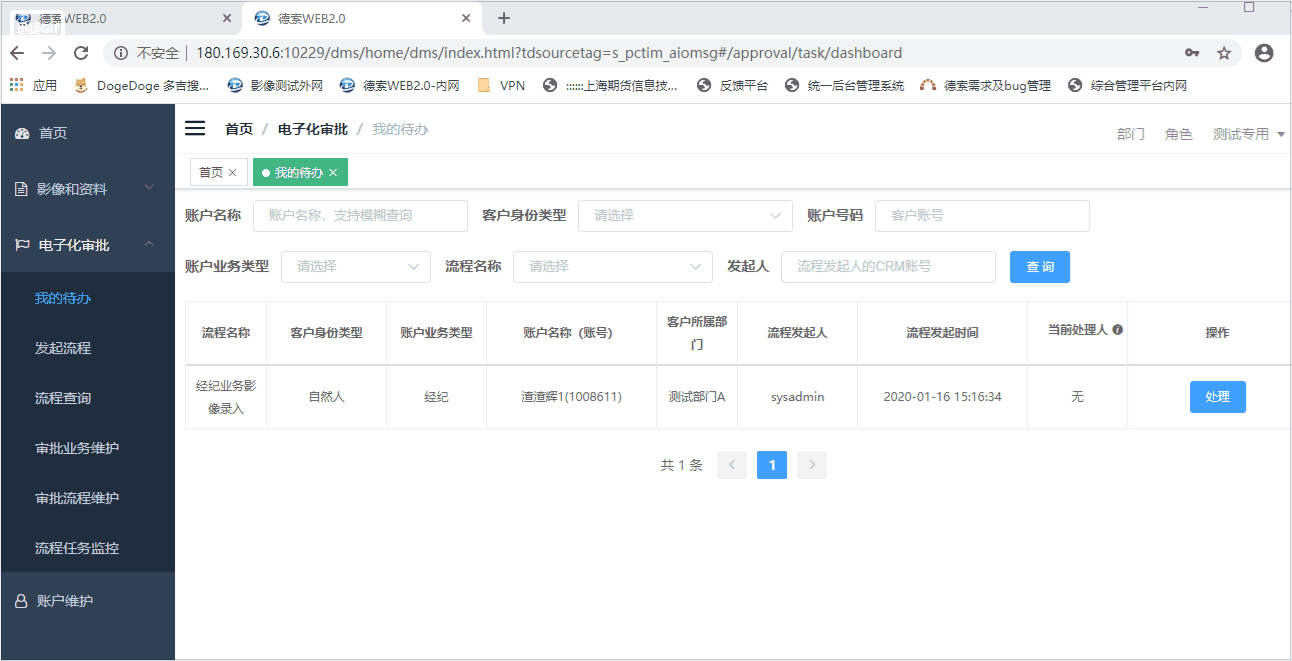 德索WEB2.0
德索WEB2.0
不安全 180.169.30.6:10229/dms/home/dms/index.html?tdsourcetag=s_pctim_aiomsg#/approval/task/dashboard
应用 DogeDoge 多吉搜... 影像测试外网 德索WEB2.0-内网 VPN ::::::上海期货信息技... 反馈平台 统一后台管理系统 德索需求及bug管理 综合管理平台内网
首页
影像和资料
电子化审批
我的待办
发起流程
流程查询
审批业务维护
审批流程维护
流程任务监控
账户维护
首页 / 电子化审批 / 我的待办
部门 角色 测试专用
首页 × 我的待办 ×
账户名称 账户名称，支持模糊查询 客户身份类型 请选择 账户号码 客户账号
账户业务类型 请选择 流程名称 请选择 发起人 流程发起人的CRM账号 查询
流程名称 客户身份类型 账户业务类型 账户名称（账号） 客户所属部门 流程发起人 流程发起时间 当前处理人 操作
经纪业务影像录入 自然人 经纪 渣渣辉1(1008611) 测试部门A sysadmin 2020-01-16 15:16:34 无 处理
共 1 条 1